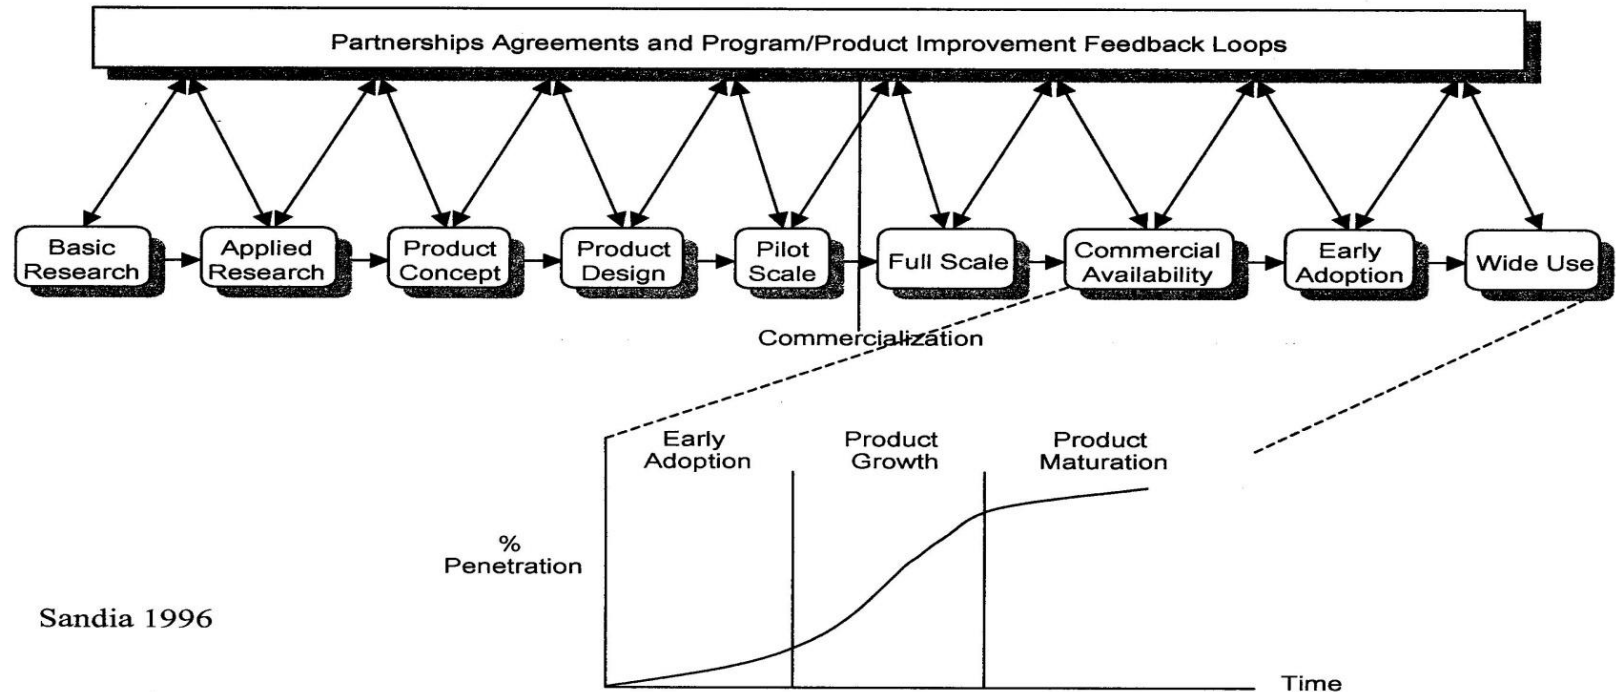 Partnerships Agreements and Program/Product Improvement Feedback Loops
Basic
Research
Applied
Research
Product
Concept
Product
Design
Pilot
Scale
Full Scale
Commercial
Availability
Early
Adoption
Wide Use
Commercialization
Early
Adoption
Product
Growth
Product
Maturation
%
Penetration
Sandia 1996
Time